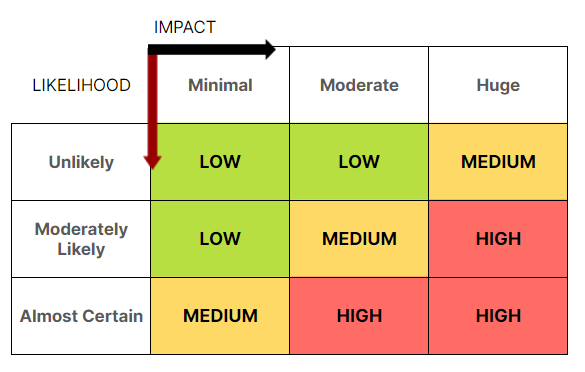 IMPACT
LIKELIHOOD
Minimal
Moderate
Huge
Unlikely
LOW
LOW
MEDIUM
Moderately
Likely
LOW
MEDIUM
HIGH
Almost Certain
MEDIUM
HIGH
HIGH